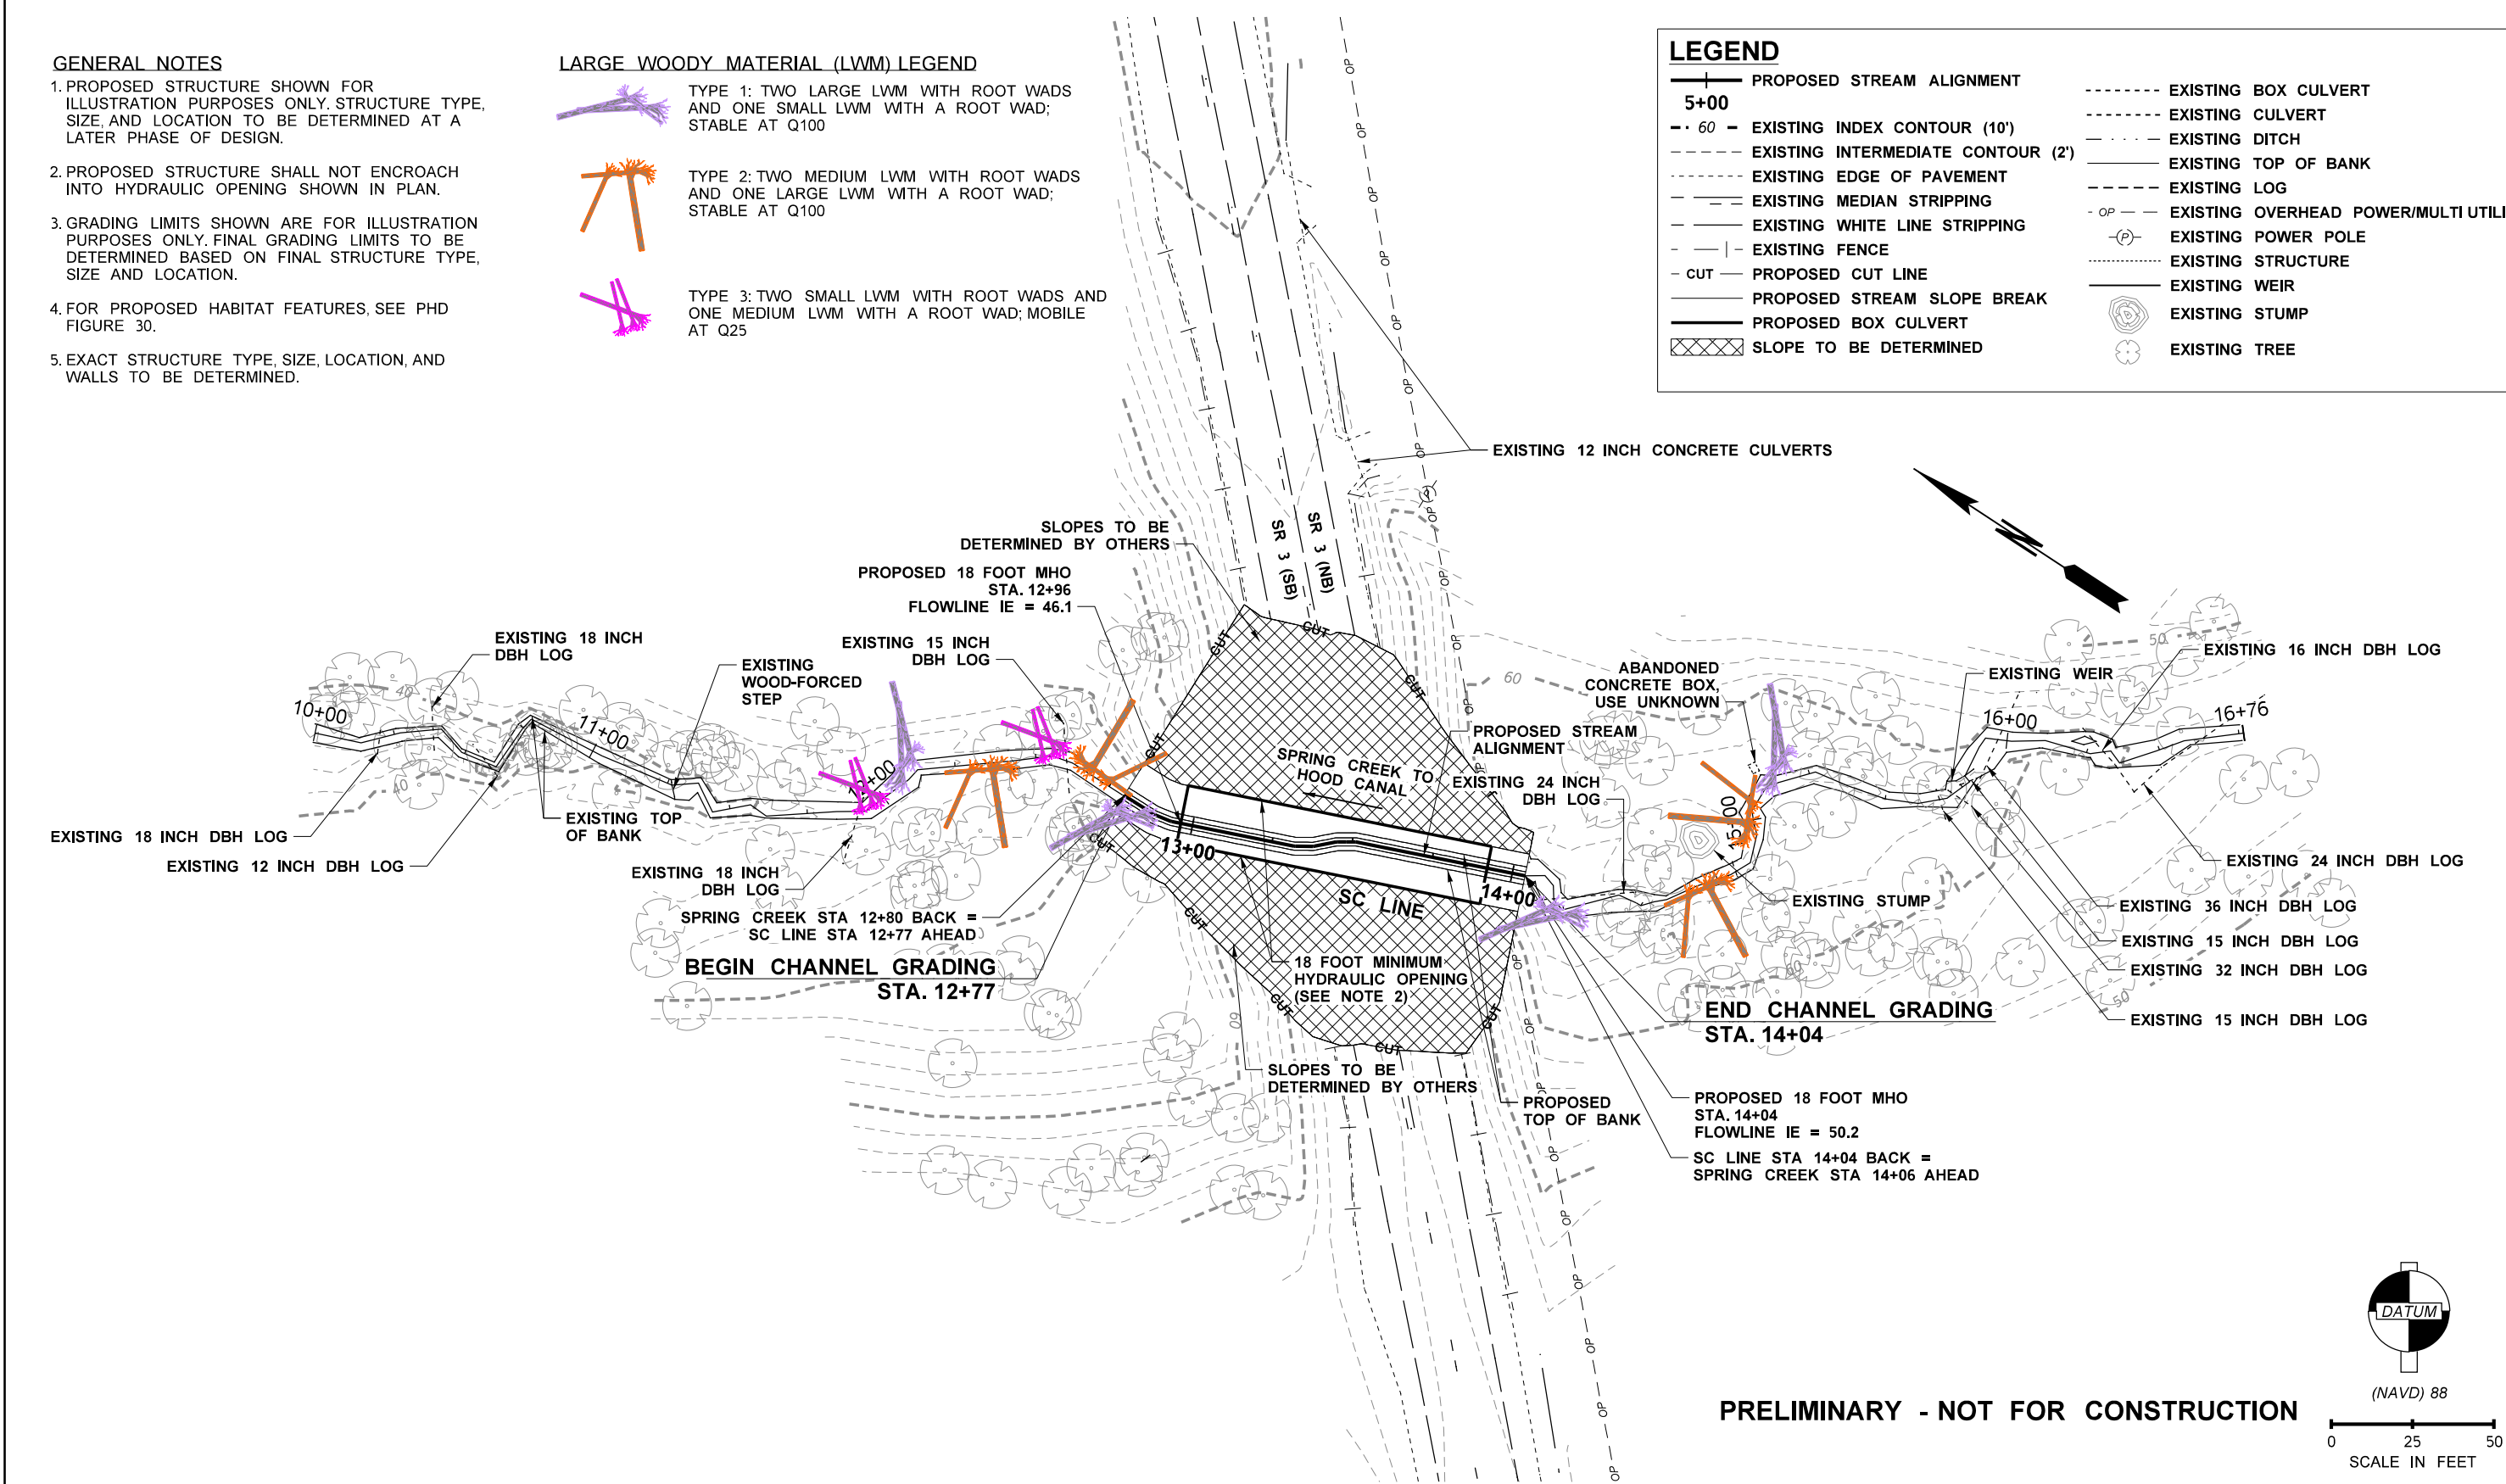 GENERAL NOTES
1. PROPOSED STRUCTURE SHOWN FOR
ILLUSTRATION PURPOSES ONLY. STRUCTURE TYPE,
SIZE, AND LOCATION TO BE DETERMINED AT A
LATER PHASE OF DESIGN.
2. PROPOSED STRUCTURE SHALL NOT ENCROACH
INTO HYDRAULIC OPENING SHOWN IN PLAN.
3. GRADING LIMITS SHOWN ARE FOR ILLUSTRATION
PURPOSES ONLY. FINAL GRADING LIMITS TO BE
DETERMINED BASED ON FINAL STRUCTURE TYPE,
SIZE AND LOCATION.
4. FOR PROPOSED HABITAT FEATURES, SEE PHD
FIGURE 30.
5. EXACT STRUCTURE TYPE, SIZE, LOCATION, AND
WALLS TO BE DETERMINED.
LARGE WOODY MATERIAL (LWM) LEGEND
TYPE 1: TWO LARGE LWM WITH ROOT WADS
AND ONE SMALL LWM WITH A ROOT WAD;
STABLE AT Q100
TYPE 2: TWO MEDIUM LWM WITH ROOT WADS
AND ONE LARGE LWM WITH A ROOT WAD;
STABLE AT Q100
TYPE 3: TWO SMALL LWM WITH ROOT WADS AND
ONE MEDIUM LWM WITH A ROOT WAD; MOBILE
AT Q25
LEGEND
PROPOSED STREAM ALIGNMENT
5+00
60 EXISTING INDEX CONTOUR (10')
EXISTING INTERMEDIATE CONTOUR (2')
EXISTING EDGE OF PAVEMENT
EXISTING MEDIAN STRIPPING
EXISTING WHITE LINE STRIPPING
EXISTING FENCE
CUT PROPOSED CUT LINE
PROPOSED STREAM SLOPE BREAK
PROPOSED BOX CULVERT
SLOPE TO BE DETERMINED
EXISTING BOX CULVERT
EXISTING CULVERT
EXISTING DITCH
EXISTING TOP OF BANK
EXISTING LOG
OP EXISTING OVERHEAD POWER/MULTI UTILI
(P) EXISTING POWER POLE
EXISTING STRUCTURE
EXISTING WEIR
EXISTING STUMP
EXISTING TREE
EXISTING 12 INCH CONCRETE CULVERTS
SLOPES TO BE
DETERMINED BY OTHERS
SR 3 (SB)
SR 3 (NB)
PROPOSED 18 FOOT MHO
STA. 12+96
FLOWLINE IE = 46.1
EXISTING 15 INCH
DBH LOG
EXISTING 18 INCH
DBH LOG
EXISTING
WOOD-FORCED
STEP
10+00
11+00
12+00
40
40
EXISTING 18 INCH DBH LOG
EXISTING 12 INCH DBH LOG
EXISTING TOP
OF BANK
EXISTING 18 INCH
DBH LOG
SPRING CREEK STA 12+80 BACK =
SC LINE STA 12+77 AHEAD
BEGIN CHANNEL GRADING
STA. 12+77
CUT
CUT
CUT
CUT
CUT
CUT
CUT
CUT
CUT
SPRING CREEK TO
HOOD CANAL
13+00
14+00
SC LINE
18 FOOT MINIMUM
HYDRAULIC OPENING
(SEE NOTE 2)
60
60
SLOPES TO BE
DETERMINED BY OTHERS
PROPOSED STREAM
ALIGNMENT
EXISTING 24 INCH
DBH LOG
ABANDONED
CONCRETE BOX,
USE UNKNOWN
15+00
EXISTING STUMP
EXISTING WEIR
16+00
50
16+76
EXISTING 16 INCH DBH LOG
EXISTING 24 INCH DBH LOG
EXISTING 36 INCH DBH LOG
EXISTING 15 INCH DBH LOG
EXISTING 32 INCH DBH LOG
EXISTING 15 INCH DBH LOG
50
END CHANNEL GRADING
STA. 14+04
PROPOSED
TOP OF BANK
PROPOSED 18 FOOT MHO
STA. 14+04
FLOWLINE IE = 50.2
SC LINE STA 14+04 BACK =
SPRING CREEK STA 14+06 AHEAD
N
DATUM
(NAVD) 88
PRELIMINARY - NOT FOR CONSTRUCTION
0 25 50
SCALE IN FEET